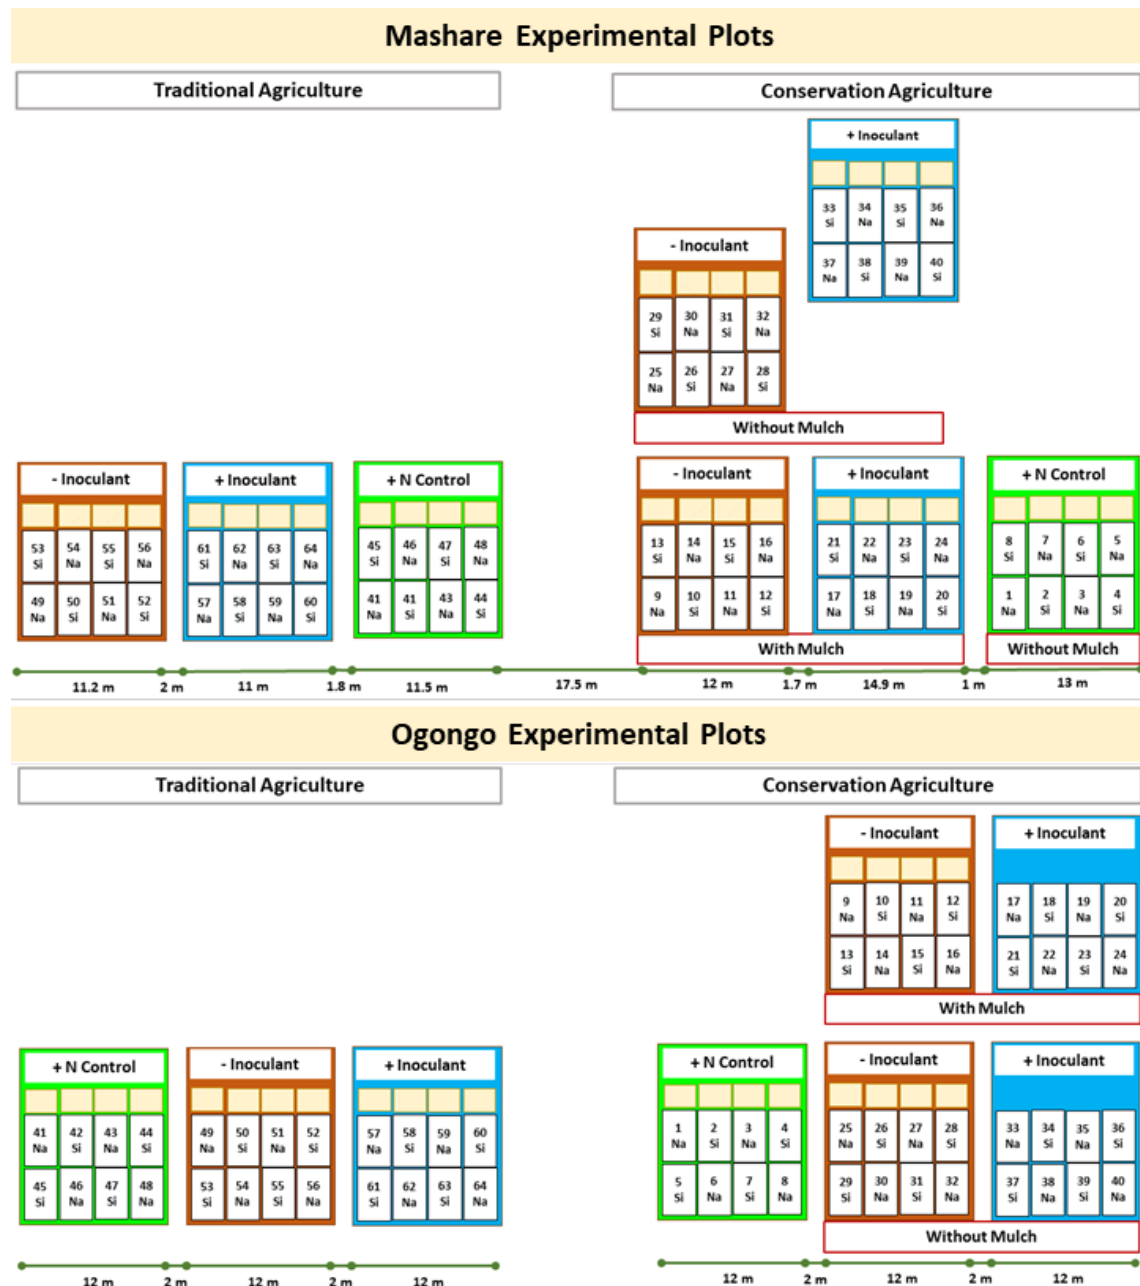 Mashare Experimental Plots
Traditional Agriculture
Conservation Agriculture
+ Inoculant
33 34 35 36
Si Na Si Na
37 38 39 40
Na Si Na Si
- Inoculant
29 30 31 32
Si Na Si Na
25 26 27 28
Na Si Na Si
Without Mulch
- Inoculant
53 54 55 56
Si Na Si Na
49 50 51 52
Na Si Na Si
+ Inoculant
61 62 63 64
Si Na Si Na
57 58 59 60
Na Si Na Si
+ N Control
45 46 47 48
Si Na Si Na
41 41 43 44
Na Si Na Si
- Inoculant
13 14 15 16
Si Na Si Na
9 10 11 12
Na Si Na Si
+ Inoculant
21 22 23 24
Si Na Si Na
17 18 19 20
Na Si Na Si
+ N Control
8 7 6 5
Si Na Si Na
1 2 3 4
Na Si Na Si
With Mulch
Without Mulch
11.2 m 2 m 11 m 1.8 m 11.5 m 17.5 m 12 m 1.7 m 14.9 m 1 m 13 m
Ogongo Experimental Plots
Traditional Agriculture
Conservation Agriculture
- Inoculant
9 10 11 12
Na Si Na Si
13 14 15 16
Si Na Si Na
+ Inoculant
17 18 19 20
Na Si Na Si
21 22 23 24
Si Na Si Na
With Mulch
+ N Control
41 42 43 44
Na Si Na Si
45 46 47 48
Si Na Si Na
- Inoculant
49 50 51 52
Na Si Na Si
53 54 55 56
Si Na Si Na
+ Inoculant
57 58 59 60
Na Si Na Si
61 62 63 64
Si Na Si Na
+ N Control
1 2 3 4
Na Si Na Si
5 6 7 8
Si Na Si Na
- Inoculant
25 26 27 28
Na Si Na Si
29 30 31 32
Si Na Si Na
+ Inoculant
33 34 35 36
Na Si Na Si
37 38 39 40
Si Na Si Na
Without Mulch
12 m 2 m 12 m 2 m 12 m 12 m 2 m 12 m 2 m 12 m